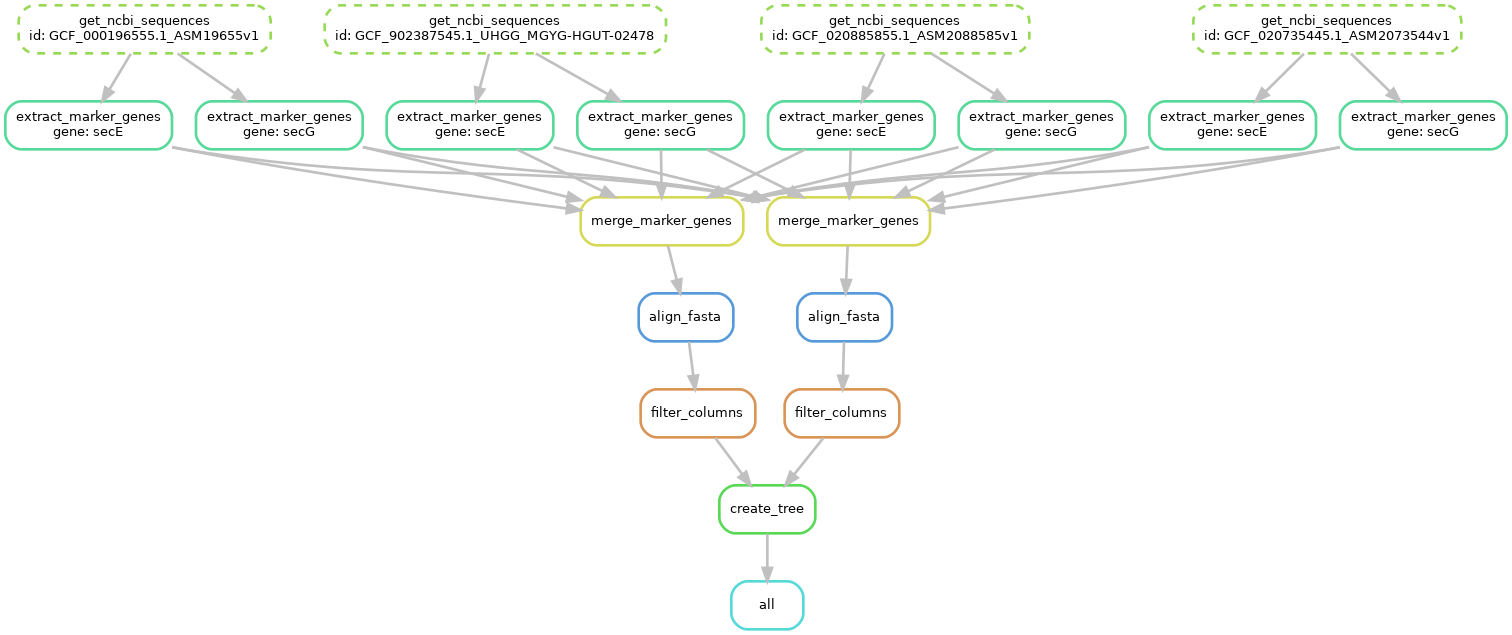 get_ncbi_sequences
id: GCF_000196555.1_ASM19655v1
get_ncbi_sequences
id: GCF_902387545.1_UHGG_MGYG-HGUT-02478
get_ncbi_sequences
id: GCF_020885855.1_ASM2088585v1
get_ncbi_sequences
id: GCF_020735445.1_ASM2073544v1
extract_marker_genes
gene: secE
extract_marker_genes
gene: secG
extract_marker_genes
gene: secE
extract_marker_genes
gene: secG
extract_marker_genes
gene: secE
extract_marker_genes
gene: secG
extract_marker_genes
gene: secE
extract_marker_genes
gene: secG
merge_marker_genes
merge_marker_genes
align_fasta
align_fasta
filter_columns
filter_columns
create_tree
all